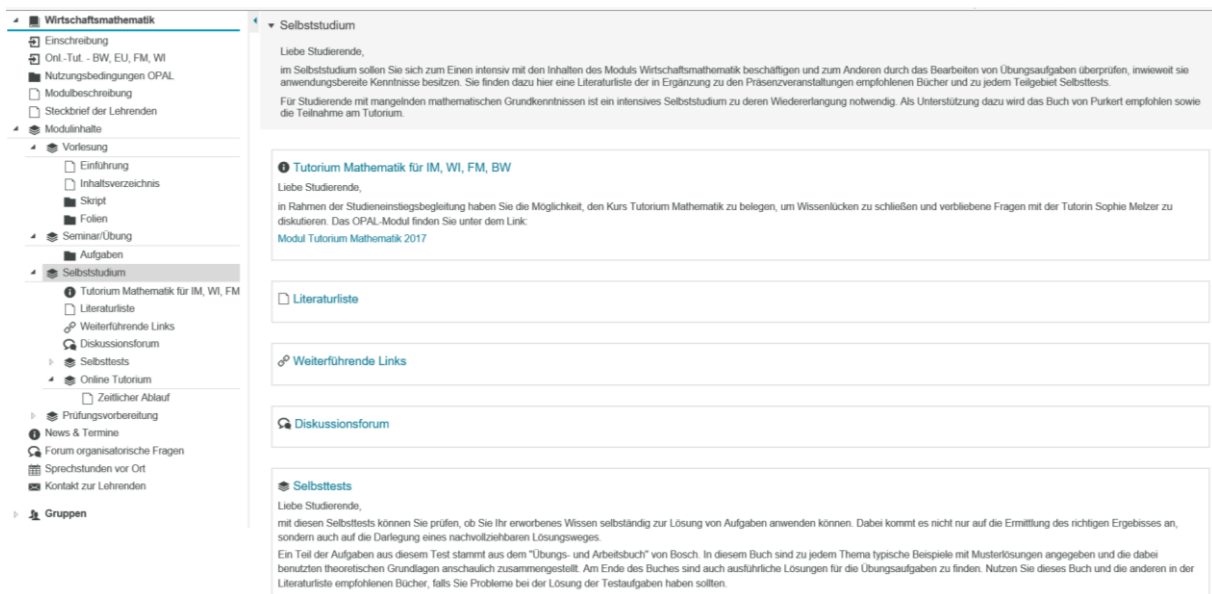 Wirtschaftsmathematik
Einschreibung
Onl.-Tut. - BW, EU, FM, WI
Nutzungsbedingungen OPAL
Modulbeschreibung
Steckbrief der Lehrenden
Modulinhalte
Vorlesung
Einführung
Inhaltsverzeichnis
Skript
Folien
Seminar/Übung
Aufgaben
Selbststudium
Tutorium Mathematik für IM, WI, FM
Literaturliste
Weiterführende Links
Diskussionsforum
Selbsttests
Online Tutorium
Zeitlicher Ablauf
Prüfungsvorbereitung
News & Termine
Forum organisatorische Fragen
Sprechstunden vor Ort
Kontakt zur Lehrenden
Gruppen
Selbststudium
Liebe Studierende,
im Selbststudium sollen Sie sich zum Einen intensiv mit den Inhalten des Moduls Wirtschaftsmathematik beschäftigen und zum Anderen durch das Bearbeiten von Übungsaufgaben überprüfen, inwieweit sie
anwendungsbereite Kenntnisse besitzen. Sie finden dazu hier eine Literaturliste der in Ergänzung zu den Präsenzveranstaltungen empfohlenen Bücher und zu jedem Teilgebiet Selbsttests.
Für Studierende mit mangelnden mathematischen Grundkenntnissen ist ein intensives Selbststudium zu deren Wiedererlangung notwendig. Als Unterstützung dazu wird das Buch von Purkert empfohlen sowie
die Teilnahme am Tutorium.
Tutorium Mathematik für IM, WI, FM, BW
Liebe Studierende,
in Rahmen der Studieneinstiegsbegleitung haben Sie die Möglichkeit, den Kurs Tutorium Mathematik zu belegen, um Wissenlücken zu schließen und verbliebene Fragen mit der Tutorin Sophie Melzer zu
diskutieren. Das OPAL-Modul finden Sie unter dem Link:
Modul Tutorium Mathematik 2017
Literaturliste
Weiterführende Links
Diskussionsforum
Selbsttests
Liebe Studierende,
mit diesen Selbsttests können Sie prüfen, ob Sie Ihr erworbenes Wissen selbständig zur Lösung von Aufgaben anwenden können. Dabei kommt es nicht nur auf die Ermittlung des richtigen Ergebisses an,
sondern auch auf die Darlegung eines nachvollziehbaren Lösungsweges.
Ein Teil der Aufgaben aus diesem Test stammt aus dem "Übungs- und Arbeitsbuch" von Bosch. In diesem Buch sind zu jedem Thema typische Beispiele mit Musterlösungen angegeben und die dabei
benutzten theoretischen Grundlagen anschaulich zusammengestellt. Am Ende des Buches sind auch ausführliche Lösungen für die Übungsaufgaben zu finden. Nutzen Sie dieses Buch und die anderen in der
Literaturliste empfohlenen Bücher, falls Sie Probleme bei der Lösung der Testaufgaben haben sollten.